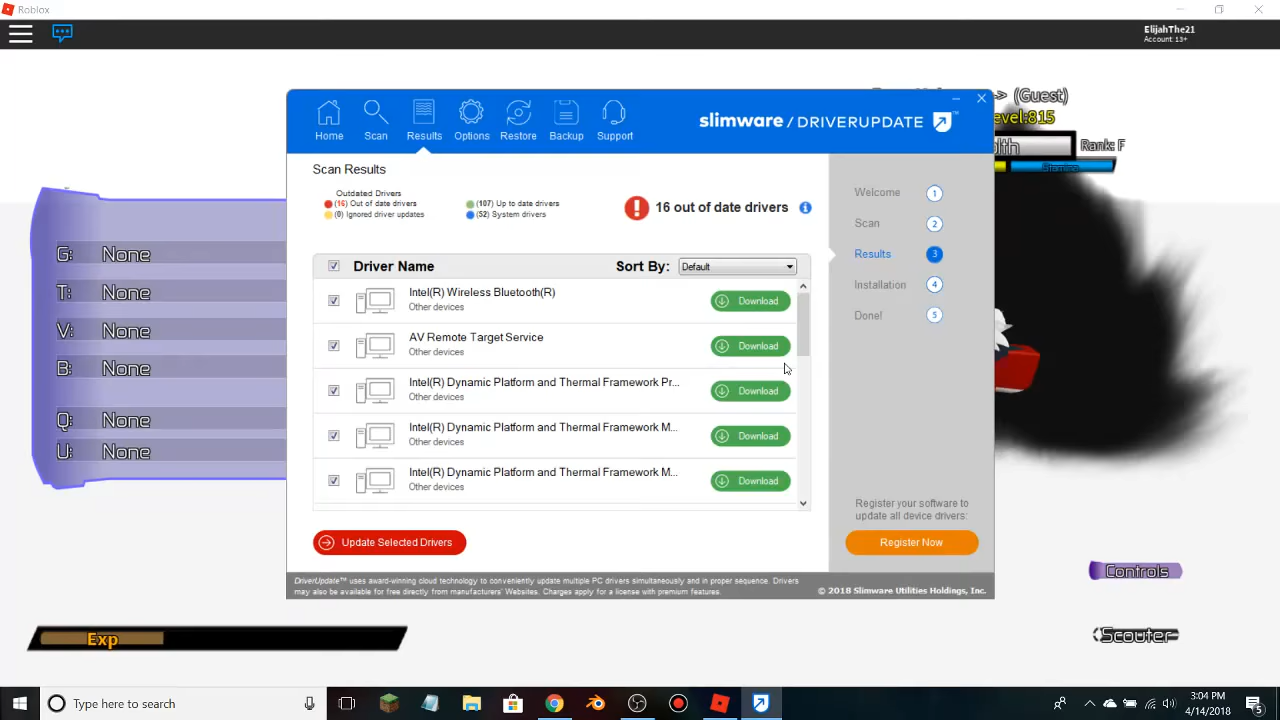 Roblox
ElijahThe21
Account: 13+
-> (Guest)
evel:815
Rank: F
Home
Scan
Results
Options
Restore
Backup
Support
slimware / DRIVERUPDATE ™
Scan Results
Outdated Drivers
(16) Out of date drivers
(107) Up to date drivers
(0) Ignored driver updates
(52) System drivers
16 out of date drivers
Driver Name
Sort By:
Default
Intel(R) Wireless Bluetooth(R)
Other devices
Download
AV Remote Target Service
Other devices
Download
Intel(R) Dynamic Platform and Thermal Framework Pr...
Other devices
Download
Intel(R) Dynamic Platform and Thermal Framework M...
Other devices
Download
Intel(R) Dynamic Platform and Thermal Framework M...
Other devices
Download
Update Selected Drivers
Welcome 1
Scan 2
Results 3
Installation 4
Done! 5
Register your software to
update all device drivers:
Register Now
DriverUpdate™ uses award-winning cloud technology to conveniently update multiple PC drivers simultaneously and in proper sequence. Drivers
may also be available for free directly from manufacturers' Websites. Charges apply for a license with premium features.
© 2018 Slimware Utilities Holdings, Inc.
G: None
T: None
V: None
B: None
Q: None
U: None
Controls
Scouter
Exp
Type here to search
3:04 PM
4/14/2018
5